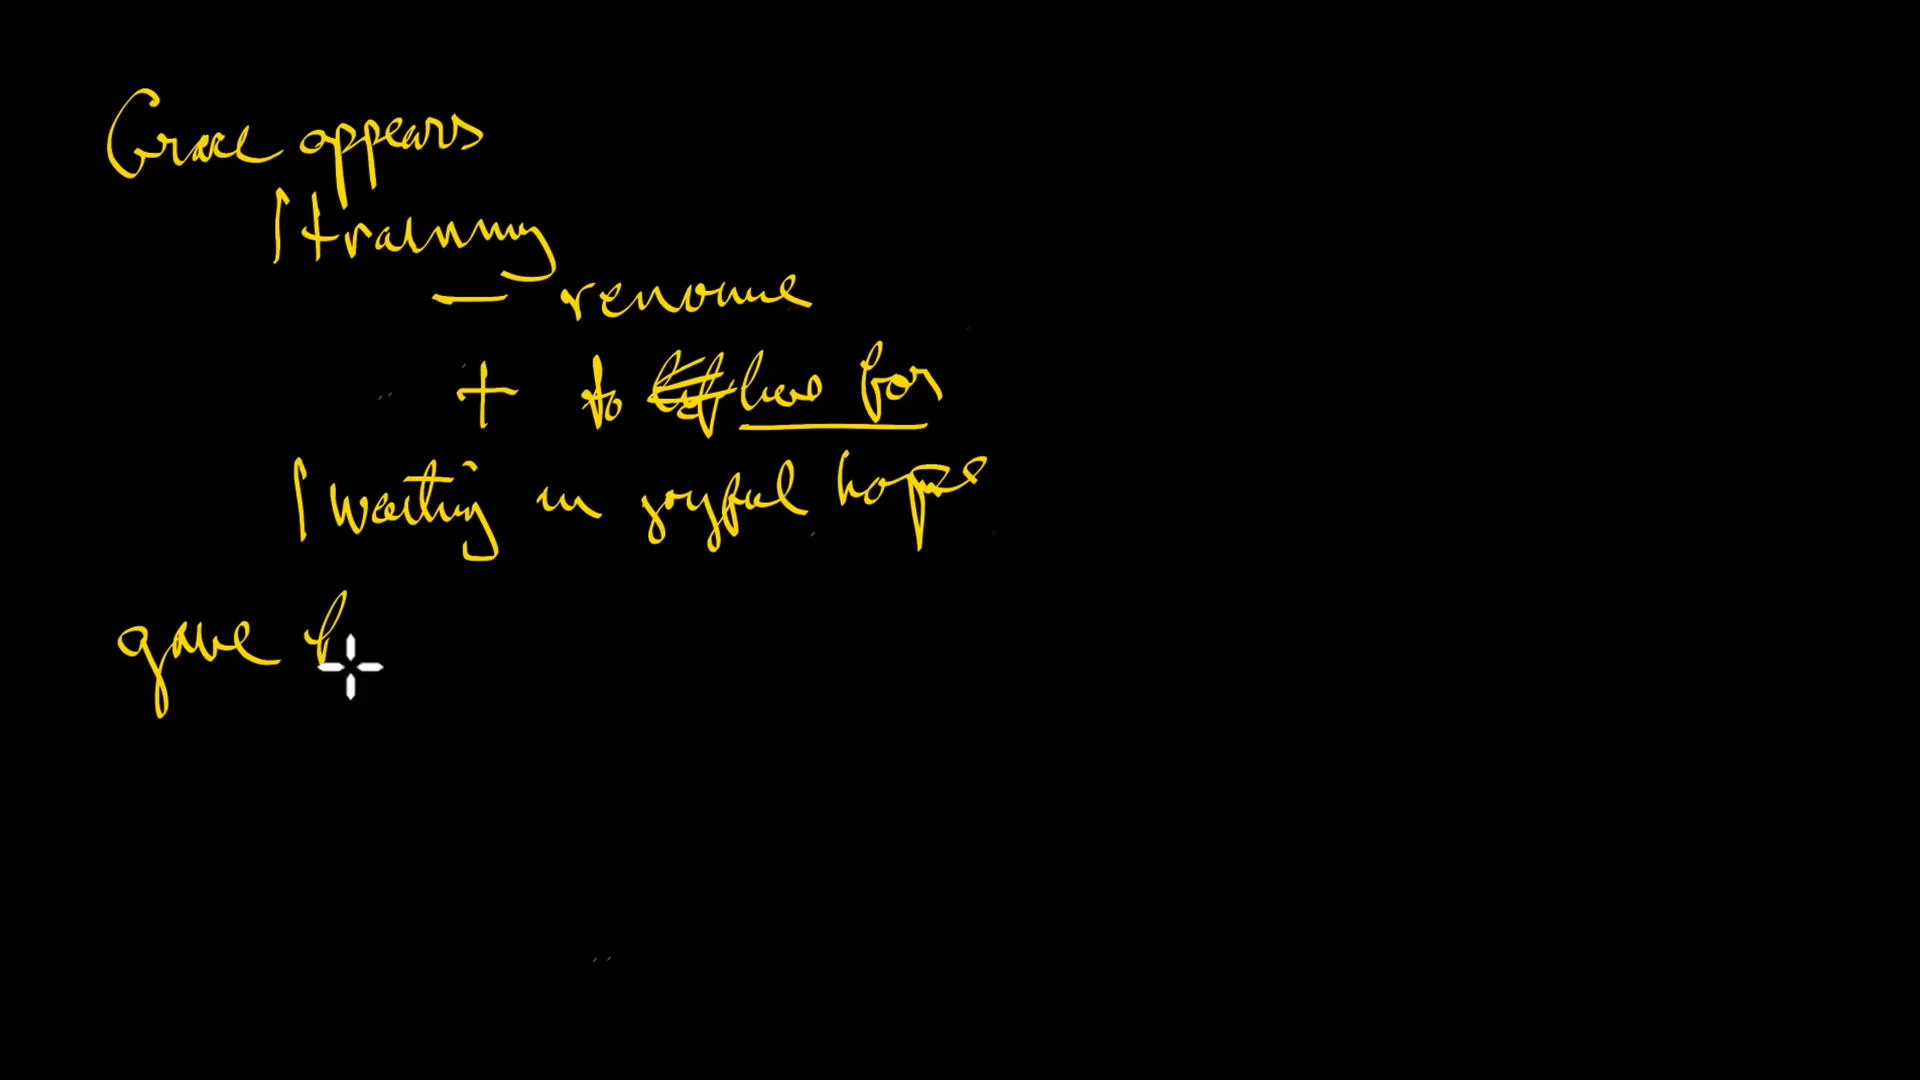 Grace appears
training
— renounce
+ to live for
waiting in joyful hope
gave